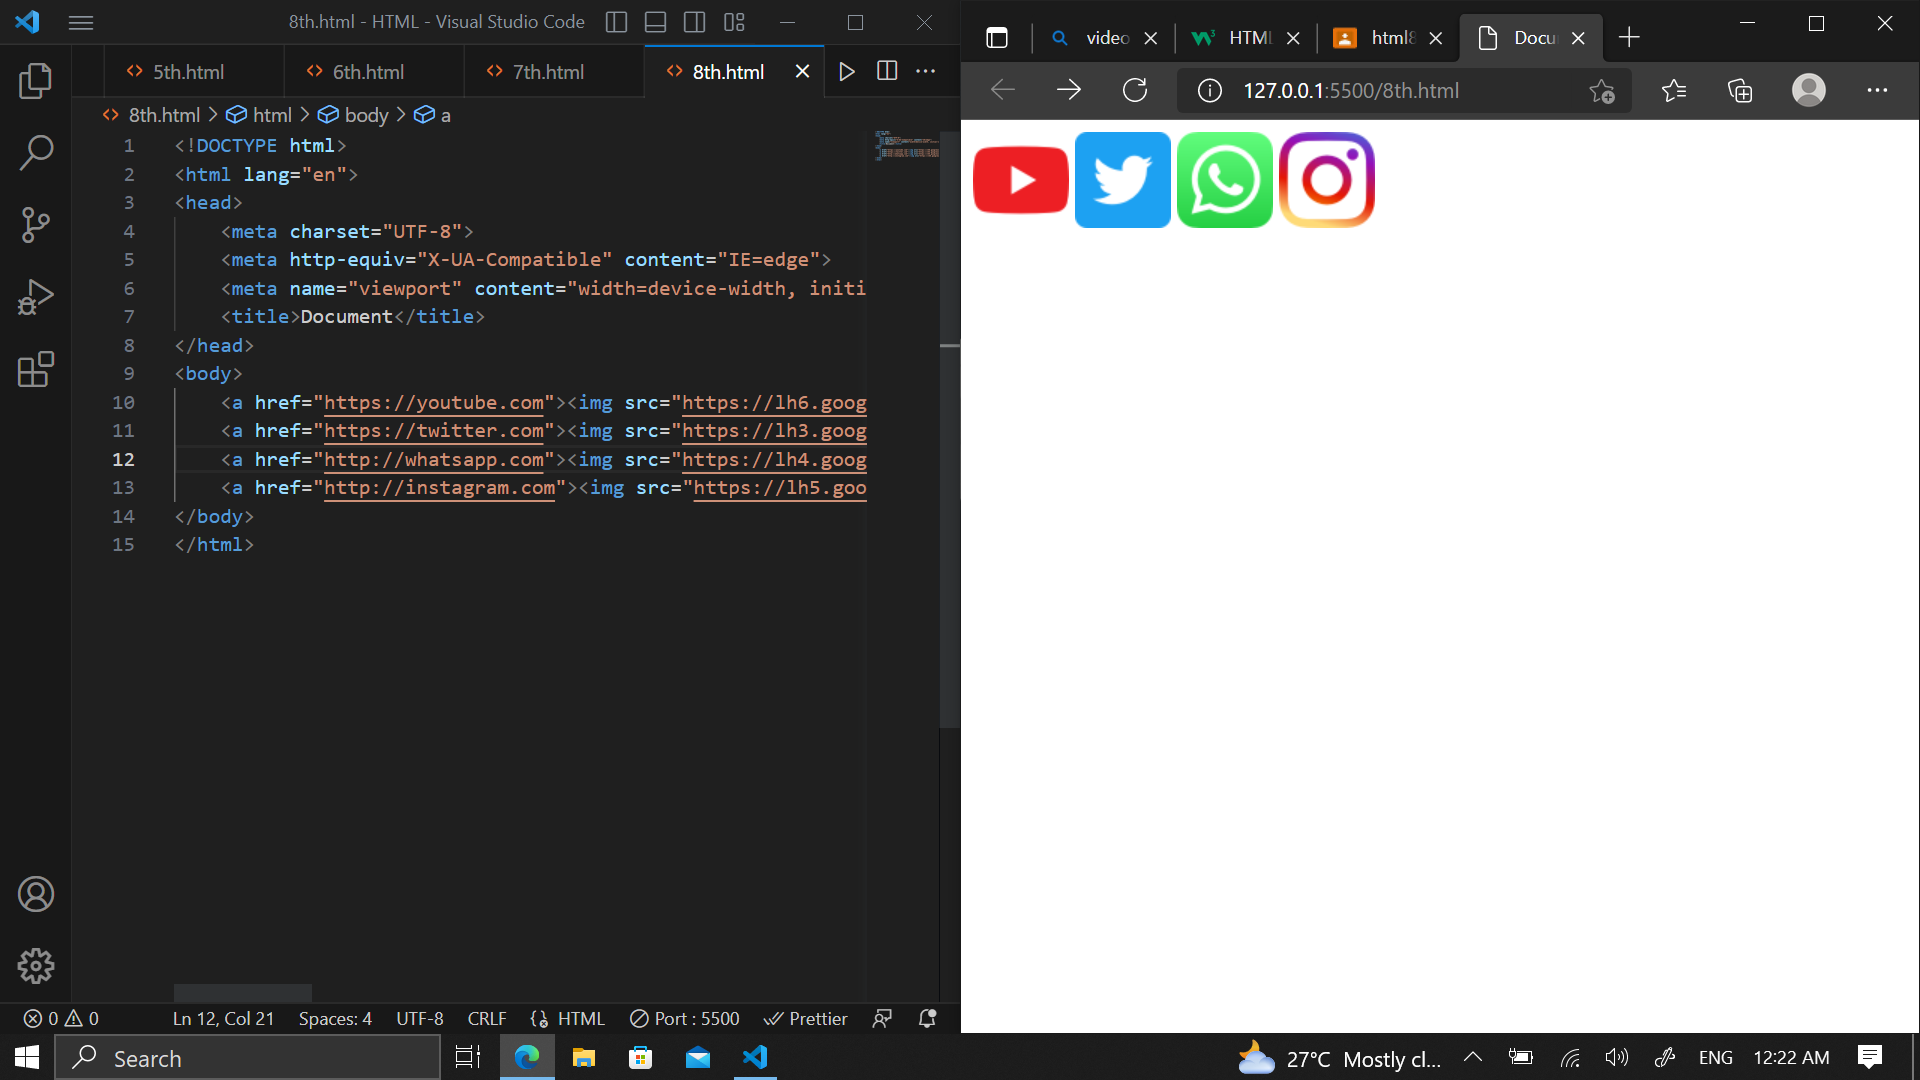 8th.html - HTML - Visual Studio Code
5th.html
6th.html
7th.html
8th.html
8th.html > html > body > a
1 <!DOCTYPE html>
2 <html lang="en">
3 <head>
4 <meta charset="UTF-8">
5 <meta http-equiv="X-UA-Compatible" content="IE=edge">
6 <meta name="viewport" content="width=device-width, initi
7 <title>Document</title>
8 </head>
9 <body>
10 <a href="https://youtube.com"><img src="https://lh6.goog
11 <a href="https://twitter.com"><img src="https://lh3.goog
12 <a href="http://whatsapp.com"><img src="https://lh4.goog
13 <a href="http://instagram.com"><img src="https://lh5.goo
14 </body>
15 </html>
0 0
Ln 12, Col 21
Spaces: 4
UTF-8
CRLF
HTML
Port : 5500
Prettier
video
HTML
html8
Docu
127.0.0.1:5500/8th.html
Search
27°C Mostly cl...
ENG
12:22 AM